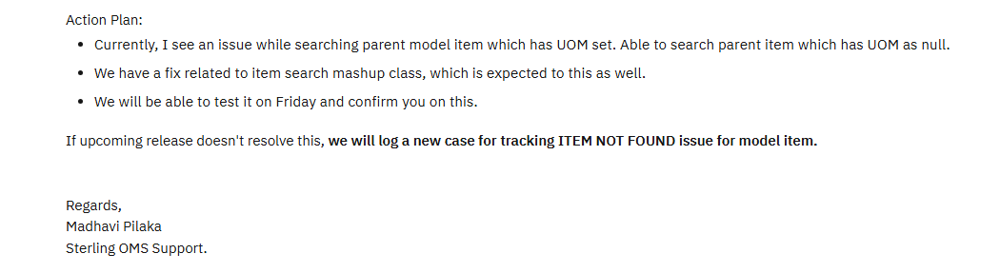 Action Plan:
• Currently, I see an issue while searching parent model item which has UOM set. Able to search parent item which has UOM as null.
• We have a fix related to item search mashup class, which is expected to this as well.
• We will be able to test it on Friday and confirm you on this.
If upcoming release doesn't resolve this, we will log a new case for tracking ITEM NOT FOUND issue for model item.
Regards,
Madhavi Pilaka
Sterling OMS Support.